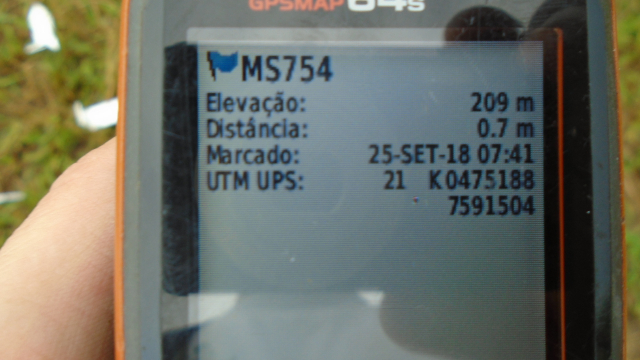 GPSMAP 64s
MS754
Elevação: 209 m
Distância: 0.7 m
Marcado: 25-SET-18 07:41
UTM UPS: 21 K 0475188
7591504